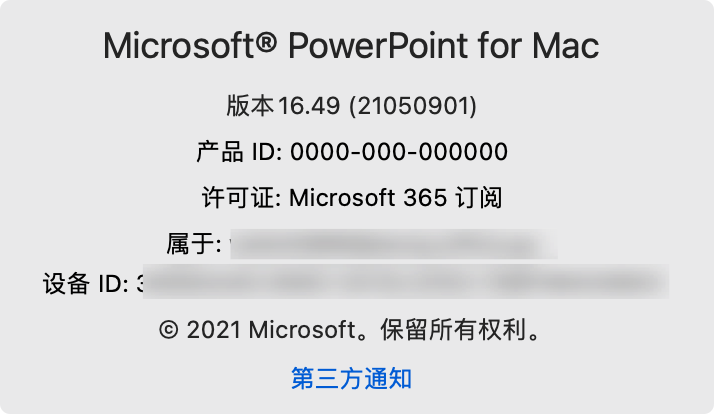 Microsoft® PowerPoint for Mac
版本 16.49 (21050901)
产品 ID: 0000-000-000000
许可证: Microsoft 365 订阅
属于:
设备 ID: 3
© 2021 Microsoft。保留所有权利。
第三方通知